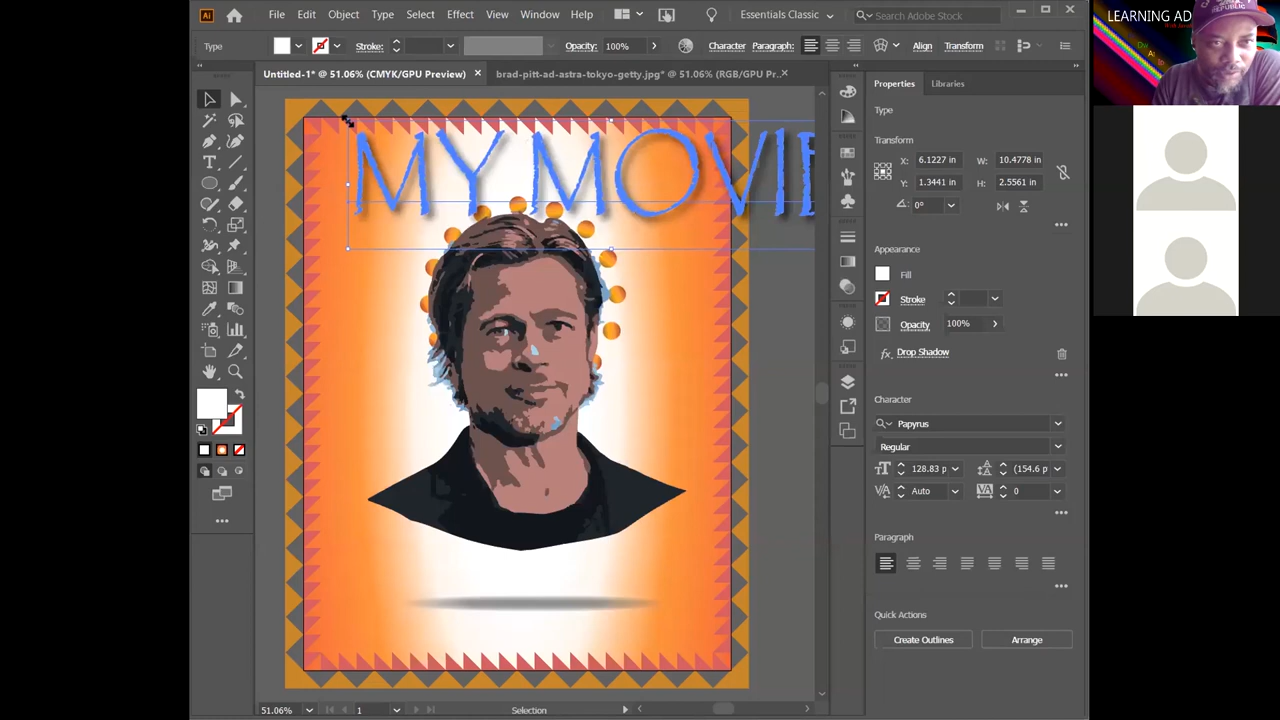 Ai
File Edit Object Type Select Effect View Window Help
Essentials Classic
Search Adobe Stock
LEARNING AD
Type
Stroke:
Opacity: 100%
Character
Paragraph:
Align
Transform
Untitled-1* @ 51.06% (CMYK/GPU Preview)
brad-pitt-ad-astra-tokyo-getty.jpg* @ 51.06% (RGB/GPU Pr..
MY MOVIE
Properties
Libraries
Type
Transform
X: 6.1227 in
W: 10.4778 in
Y: 1.3441 in
H: 2.5561 in
0°
Appearance
Fill
Stroke
Opacity 100%
fx Drop Shadow
Character
Papyrus
Regular
128.83 p
(154.6 p
Auto
0
Paragraph
Quick Actions
Create Outlines
Arrange
51.06%
1
Selection